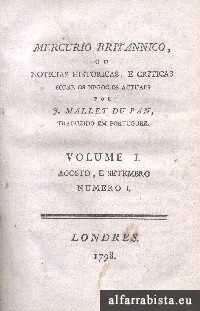 MERCURIO BRITANNICO,
OU
NOTICIAS HISTORICAS, E CRITICAS
SOBRE OS NEGOCIOS ACTUAES
POR
J. MALLET DU PAN,
TRADUZIDO EM PORTUGUEZ.
VOLUME I.
AGOSTO, E SETEMBRO
NUMERO I.
LONDRES.
1798.
alfarrabista.eu